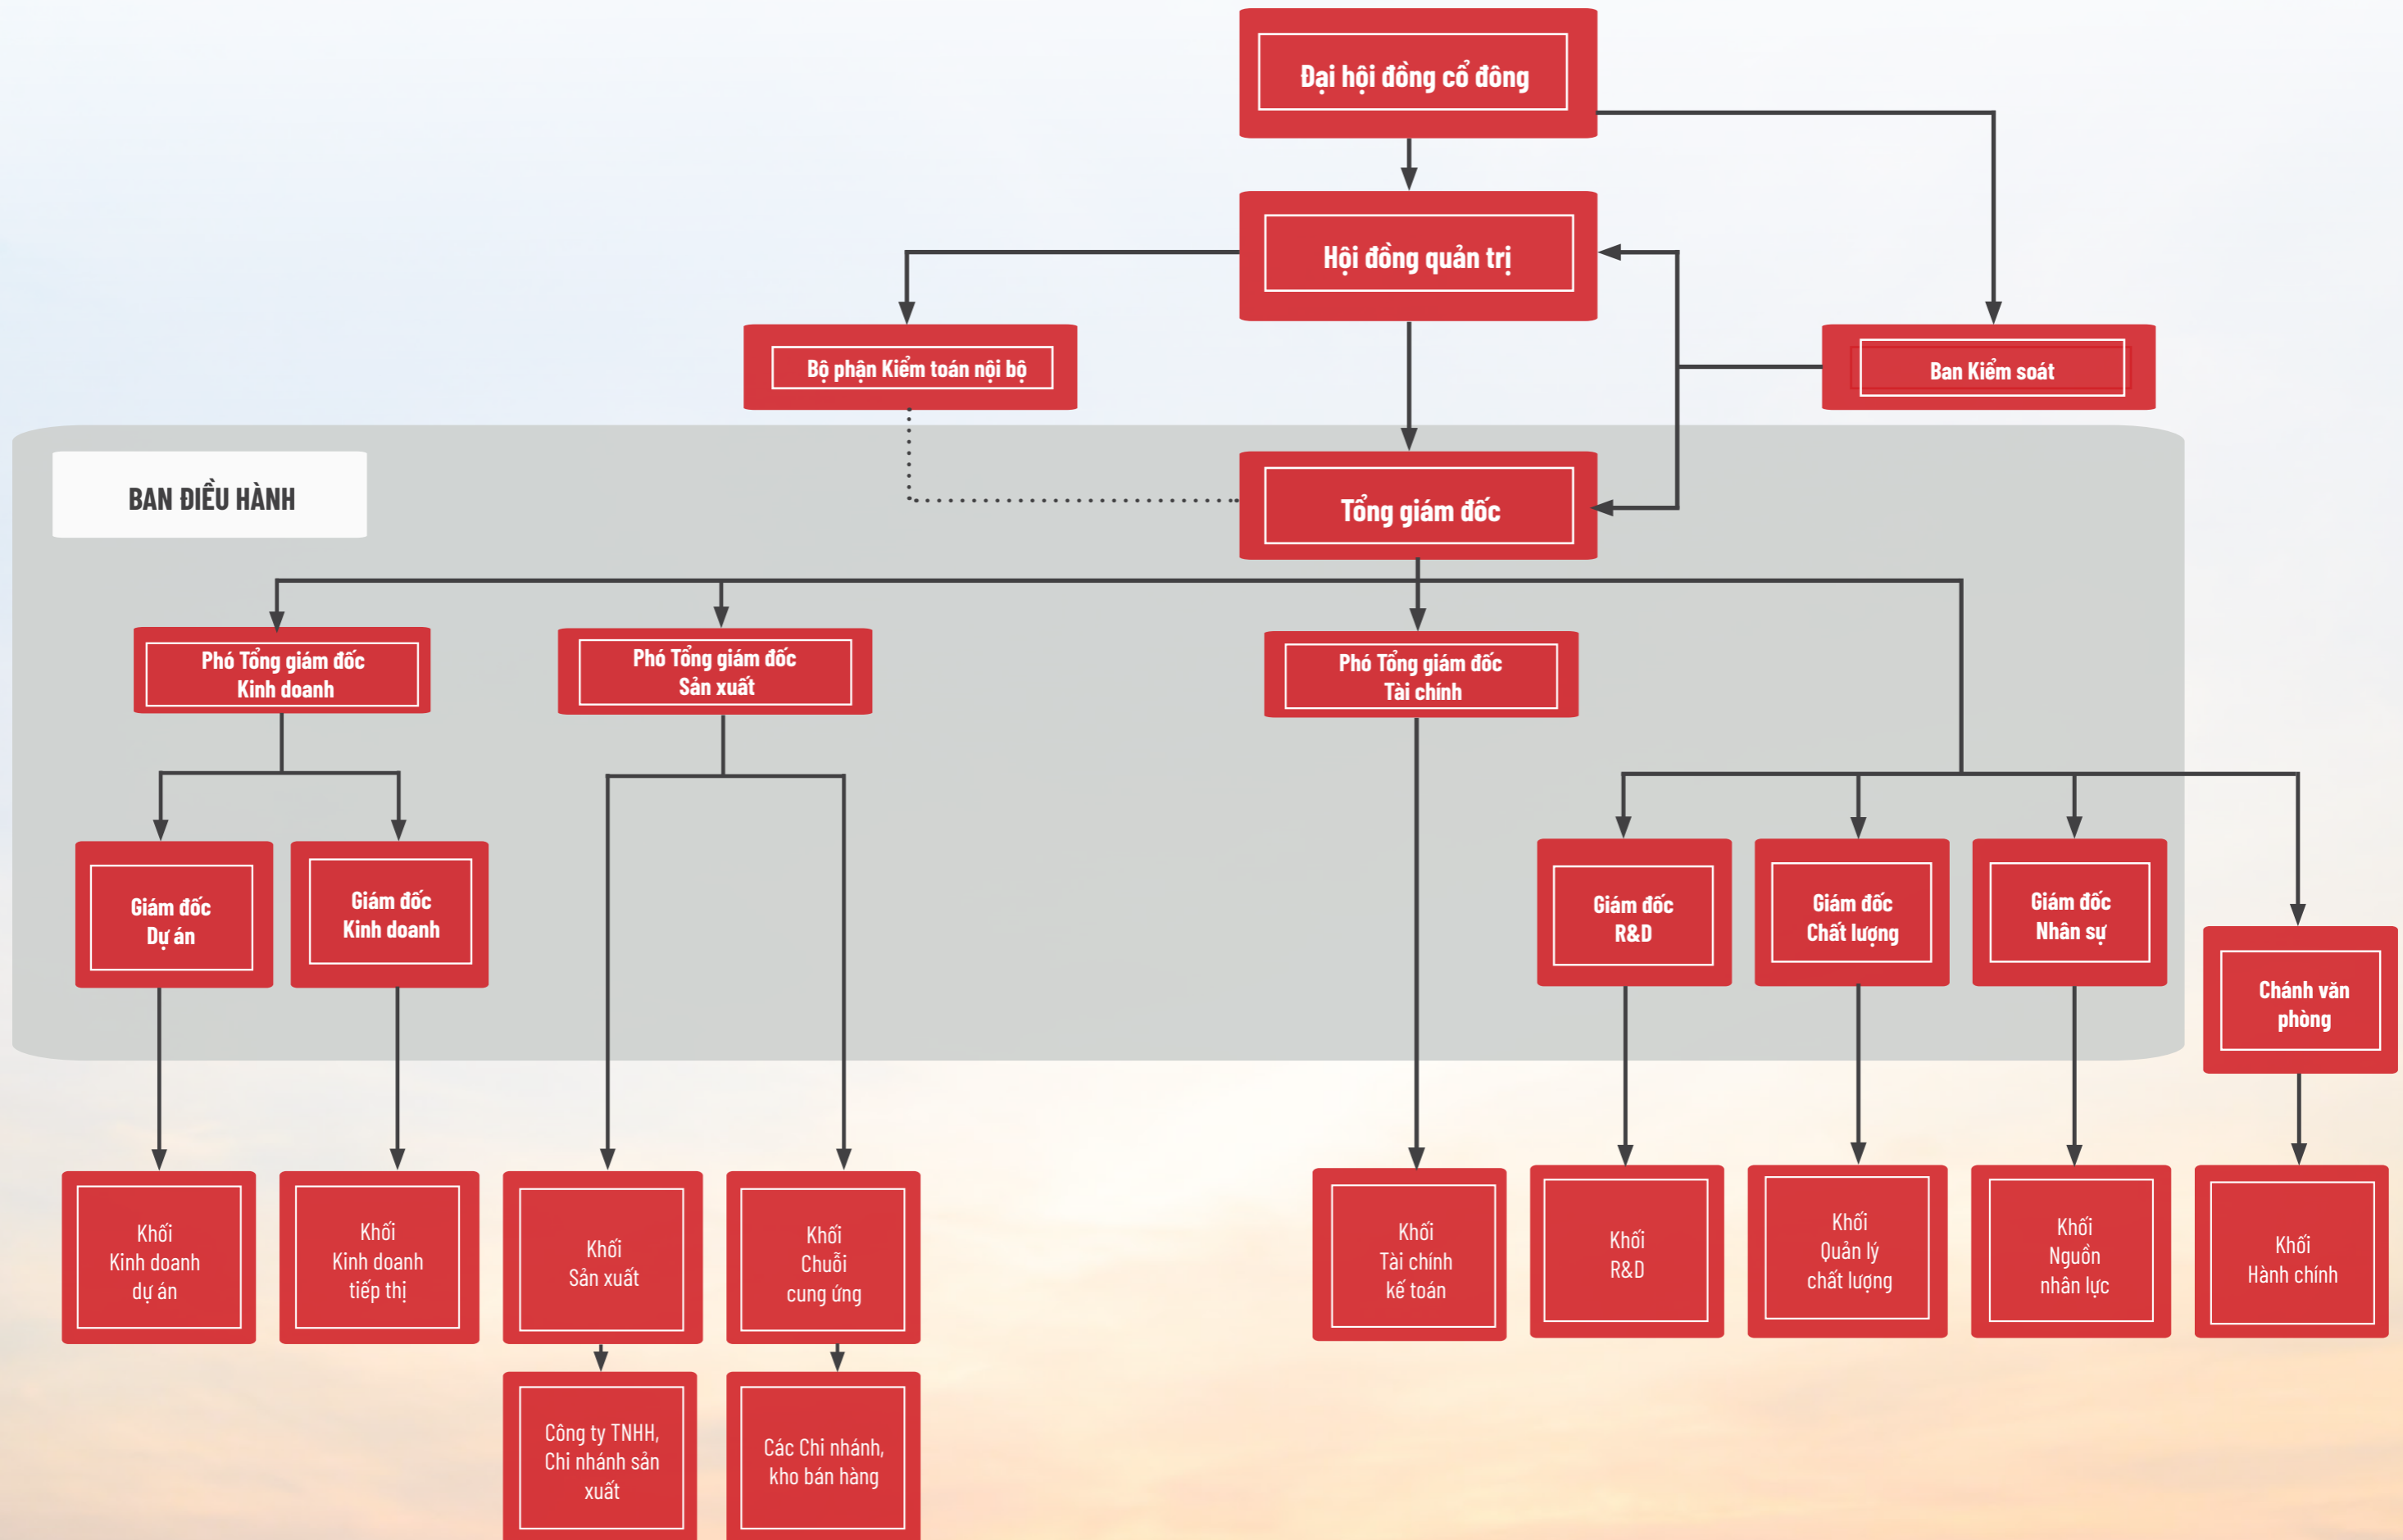 Đại hội đồng cổ đông
Hội đồng quản trị
Bộ phận Kiểm toán nội bộ
Ban Kiểm soát
BAN ĐIỀU HÀNH
Tổng giám đốc
Phó Tổng giám đốc
Kinh doanh
Phó Tổng giám đốc
Sản xuất
Phó Tổng giám đốc
Tài chính
Giám đốc
Dự án
Giám đốc
Kinh doanh
Giám đốc
R&D
Giám đốc
Chất lượng
Giám đốc
Nhân sự
Chánh văn
phòng
Khối
Kinh doanh
dự án
Khối
Kinh doanh
tiếp thị
Khối
Sản xuất
Khối
Chuỗi
cung ứng
Khối
Tài chính
kế toán
Khối
R&D
Khối
Quản lý
chất lượng
Khối
Nguồn
nhân lực
Khối
Hành chính
Công ty TNHH,
Chi nhánh sản
xuất
Các Chi nhánh,
kho bán hàng